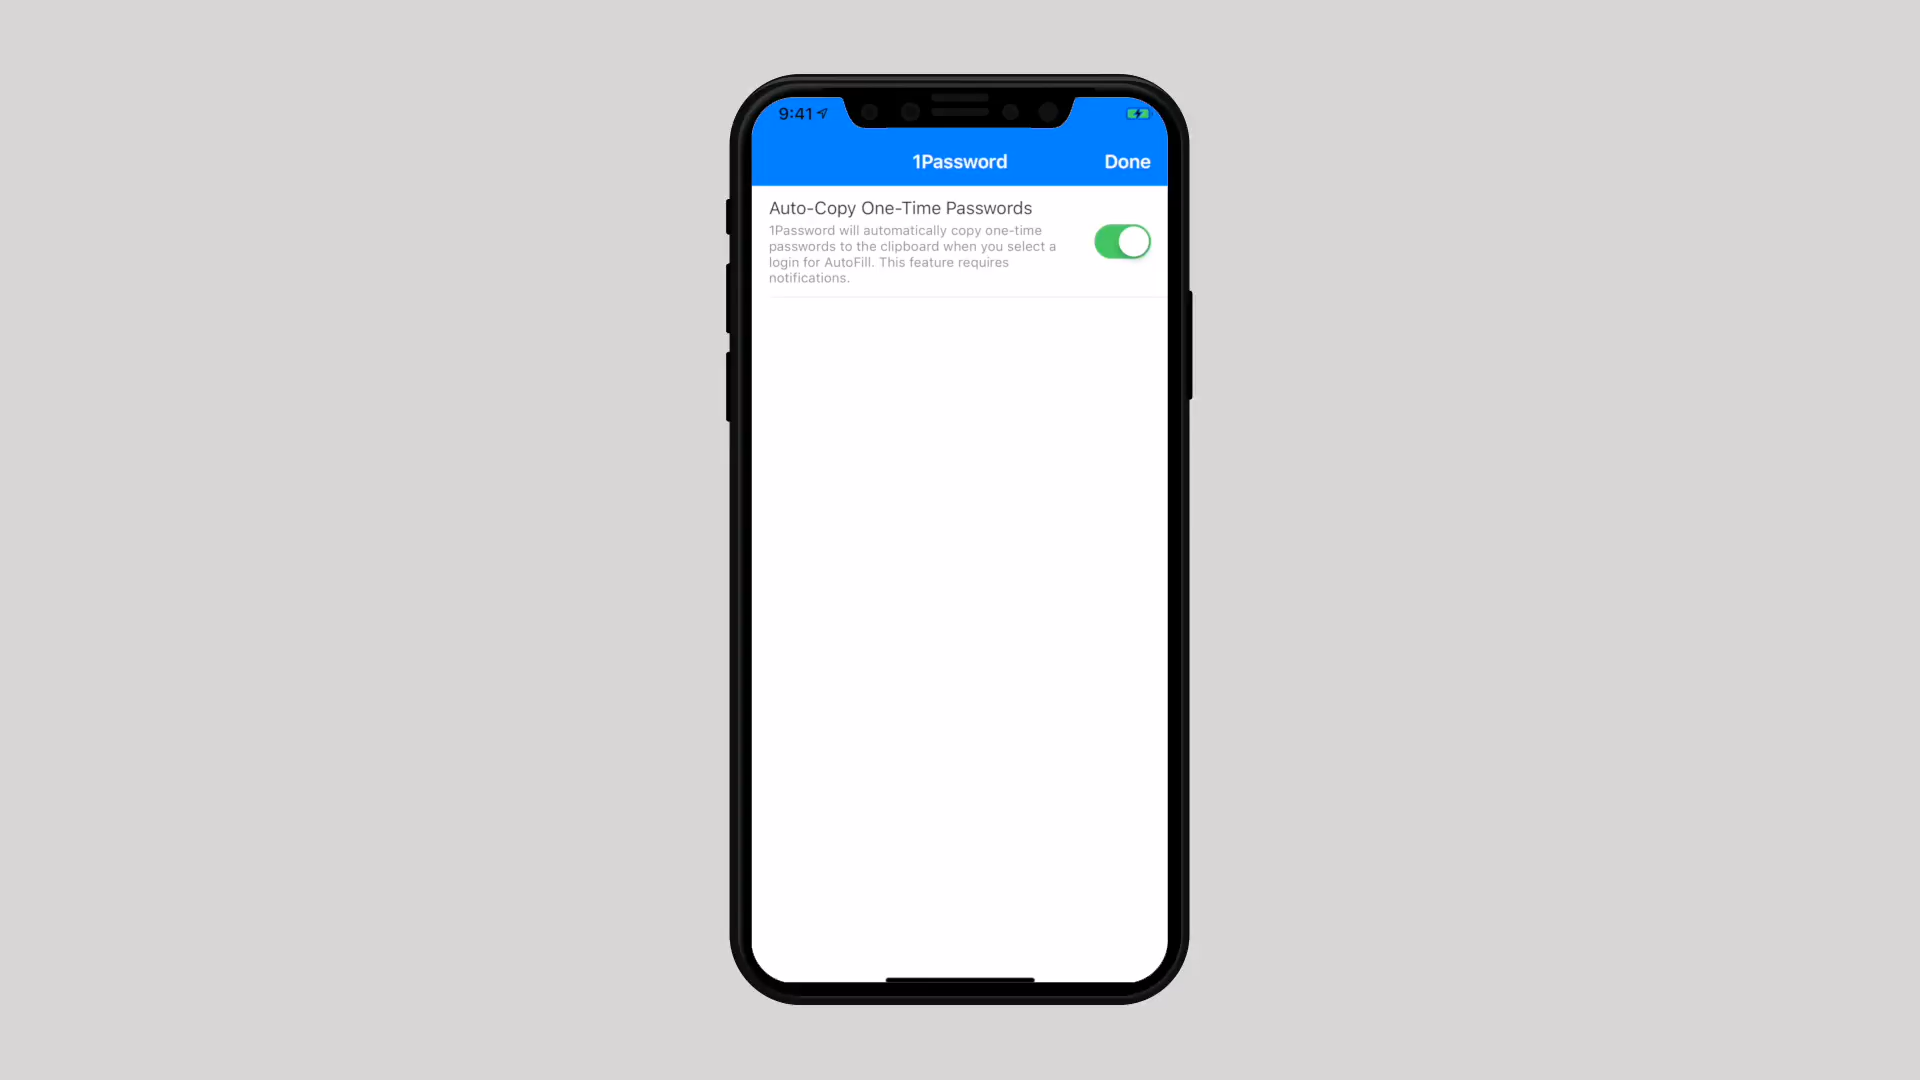 9:41
1Password
Done
Auto-Copy One-Time Passwords
1Password will automatically copy one-time
passwords to the clipboard when you select a
login for AutoFill. This feature requires
notifications.